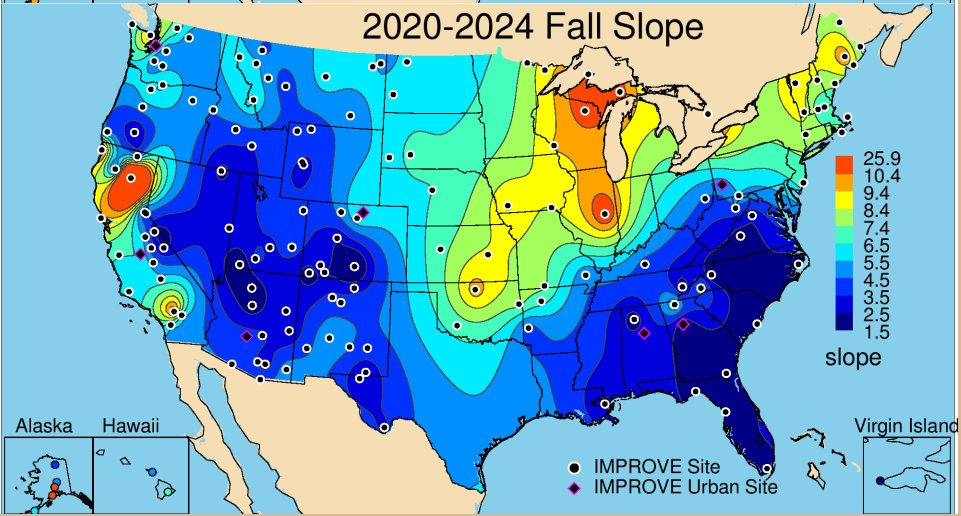 2020-2024 Fall Slope
25.9
10.4
9.4
8.4
7.4
6.5
5.5
4.5
3.5
2.5
1.5
slope
Alaska
Hawaii
Virgin Island
IMPROVE Site
IMPROVE Urban Site